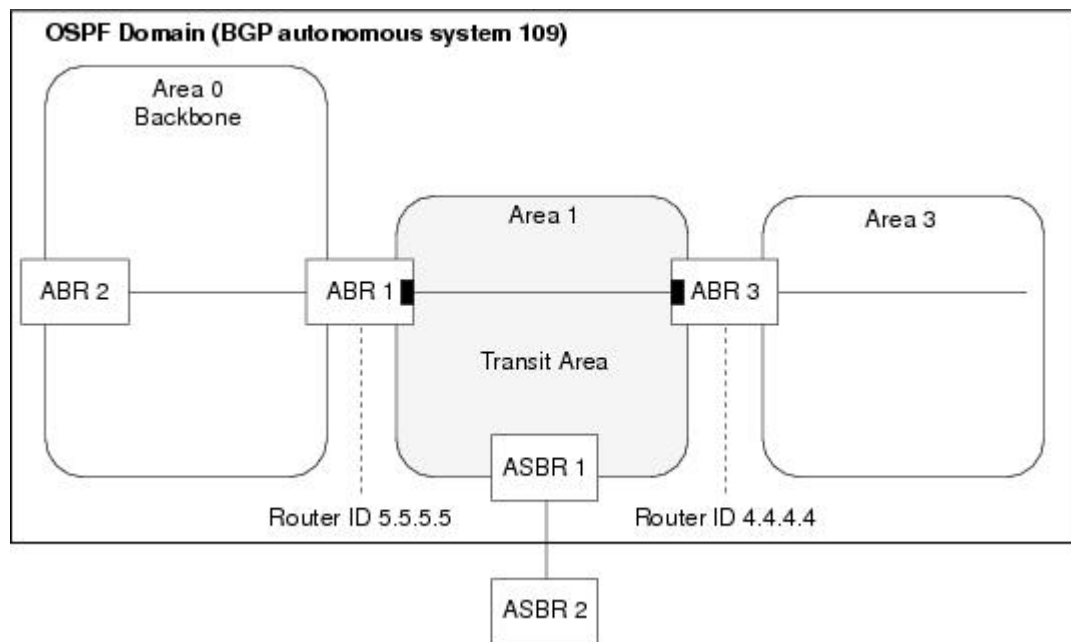 OSPF Domain (BGP autonomous system 109)
Area 0
Backbone
Area 1
Area 3
ABR 2
ABR 1
ABR 3
Transit Area
ASBR 1
Router ID 5.5.5.5
Router ID 4.4.4.4
ASBR 2